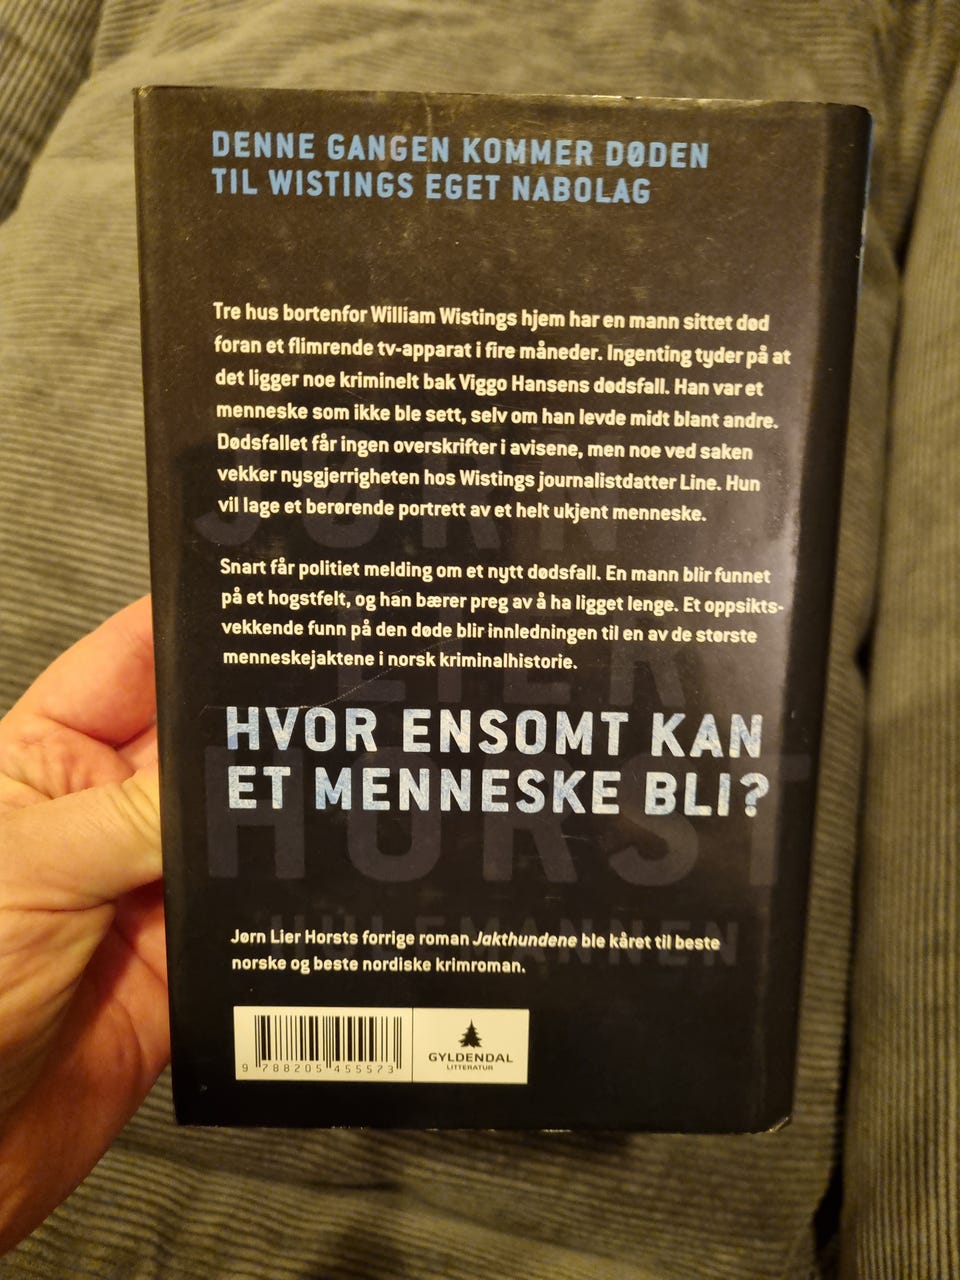 DENNE GANGEN KOMMER DØDEN
TIL WISTINGS EGET NABOLAG
Tre hus bortenfor William Wistings hjem har en mann sittet død
foran et flimrende tv-apparat i fire måneder. Ingenting tyder på at
det ligger noe kriminelt bak Viggo Hansens dødsfall. Han var et
menneske som ikke ble sett, selv om han levde midt blant andre.
Dødsfallet får ingen overskrifter i avisene, men noe ved saken
vekker nysgjerrigheten hos Wistings journalistdatter Line. Hun
vil lage et berørende portrett av et helt ukjent menneske.
Snart får politiet melding om et nytt dødsfall. En mann blir funnet
på et hogstfelt, og han bærer preg av å ha ligget lenge. Et oppsikts-
vekkende funn på den døde blir innledningen til en av de største
menneskejaktene i norsk kriminalhistorie.
HVOR ENSOMT KAN
ET MENNESKE BLI?
JØRN
LIER
HORST
HULEMANNEN
Jørn Lier Horsts forrige roman Jakthundene ble kåret til beste
norske og beste nordiske krimroman.
9 788205 455573
GYLDENDAL
LITTERATUR